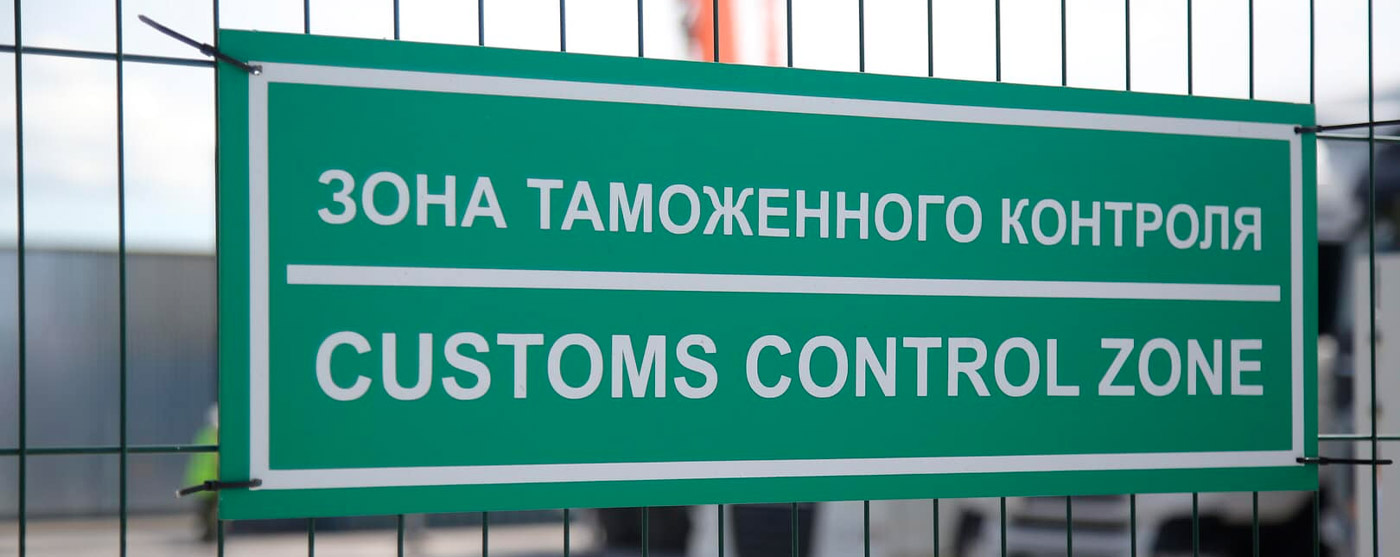 ЗОНА ТАМОЖЕННОГО КОНТРОЛЯ
CUSTOMS CONTROL ZONE